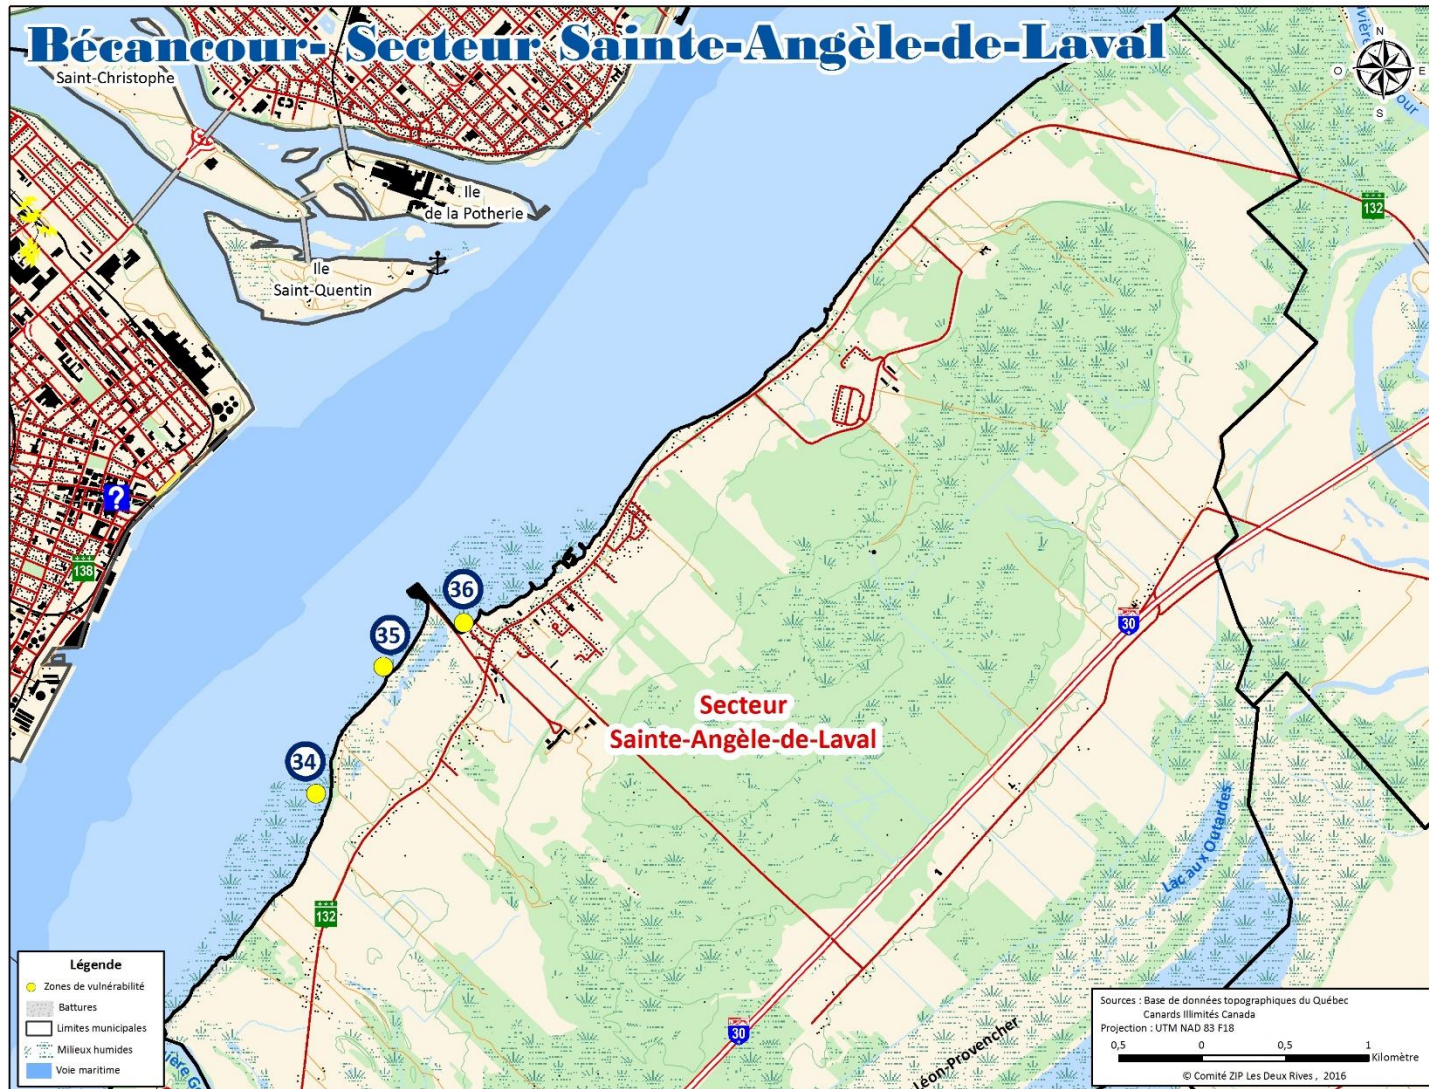 Bécancour- Secteur Sainte-Angèle-de-Laval
Saint-Christophe
N
O
E
S
Ile
de la Potherie
132
Ile
Saint-Quentin
?
138
36
35
30
Secteur
Sainte-Angèle-de-Laval
34
Lac aux Outardes
132
30
Léon-Provencher
Légende
Zones de vulnérabilité
Battures
Limites municipales
Milieux humides
Voie maritime
Sources : Base de données topographiques du Québec
Canards Illimités Canada
Projection : UTM NAD 83 F18
0,5 0 0,5 1
Kilomètre
© Comité ZIP Les Deux Rives , 2016